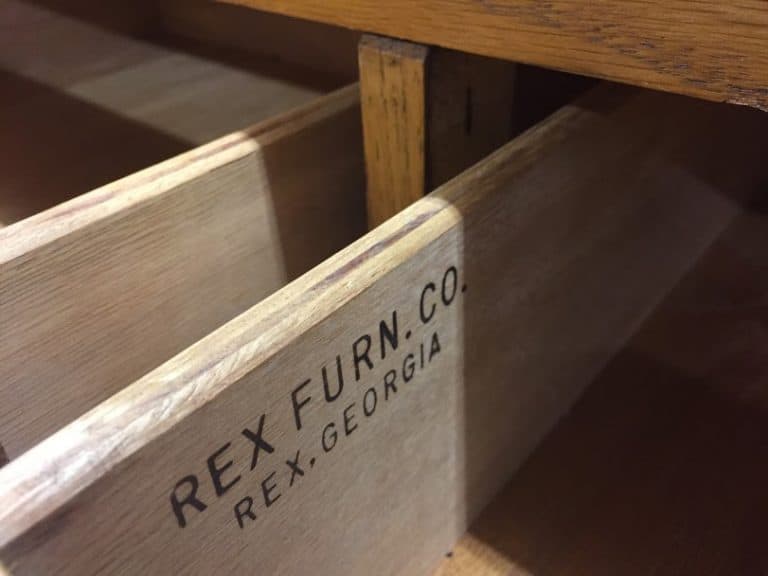 REX FURN. CO.
REX, GEORGIA